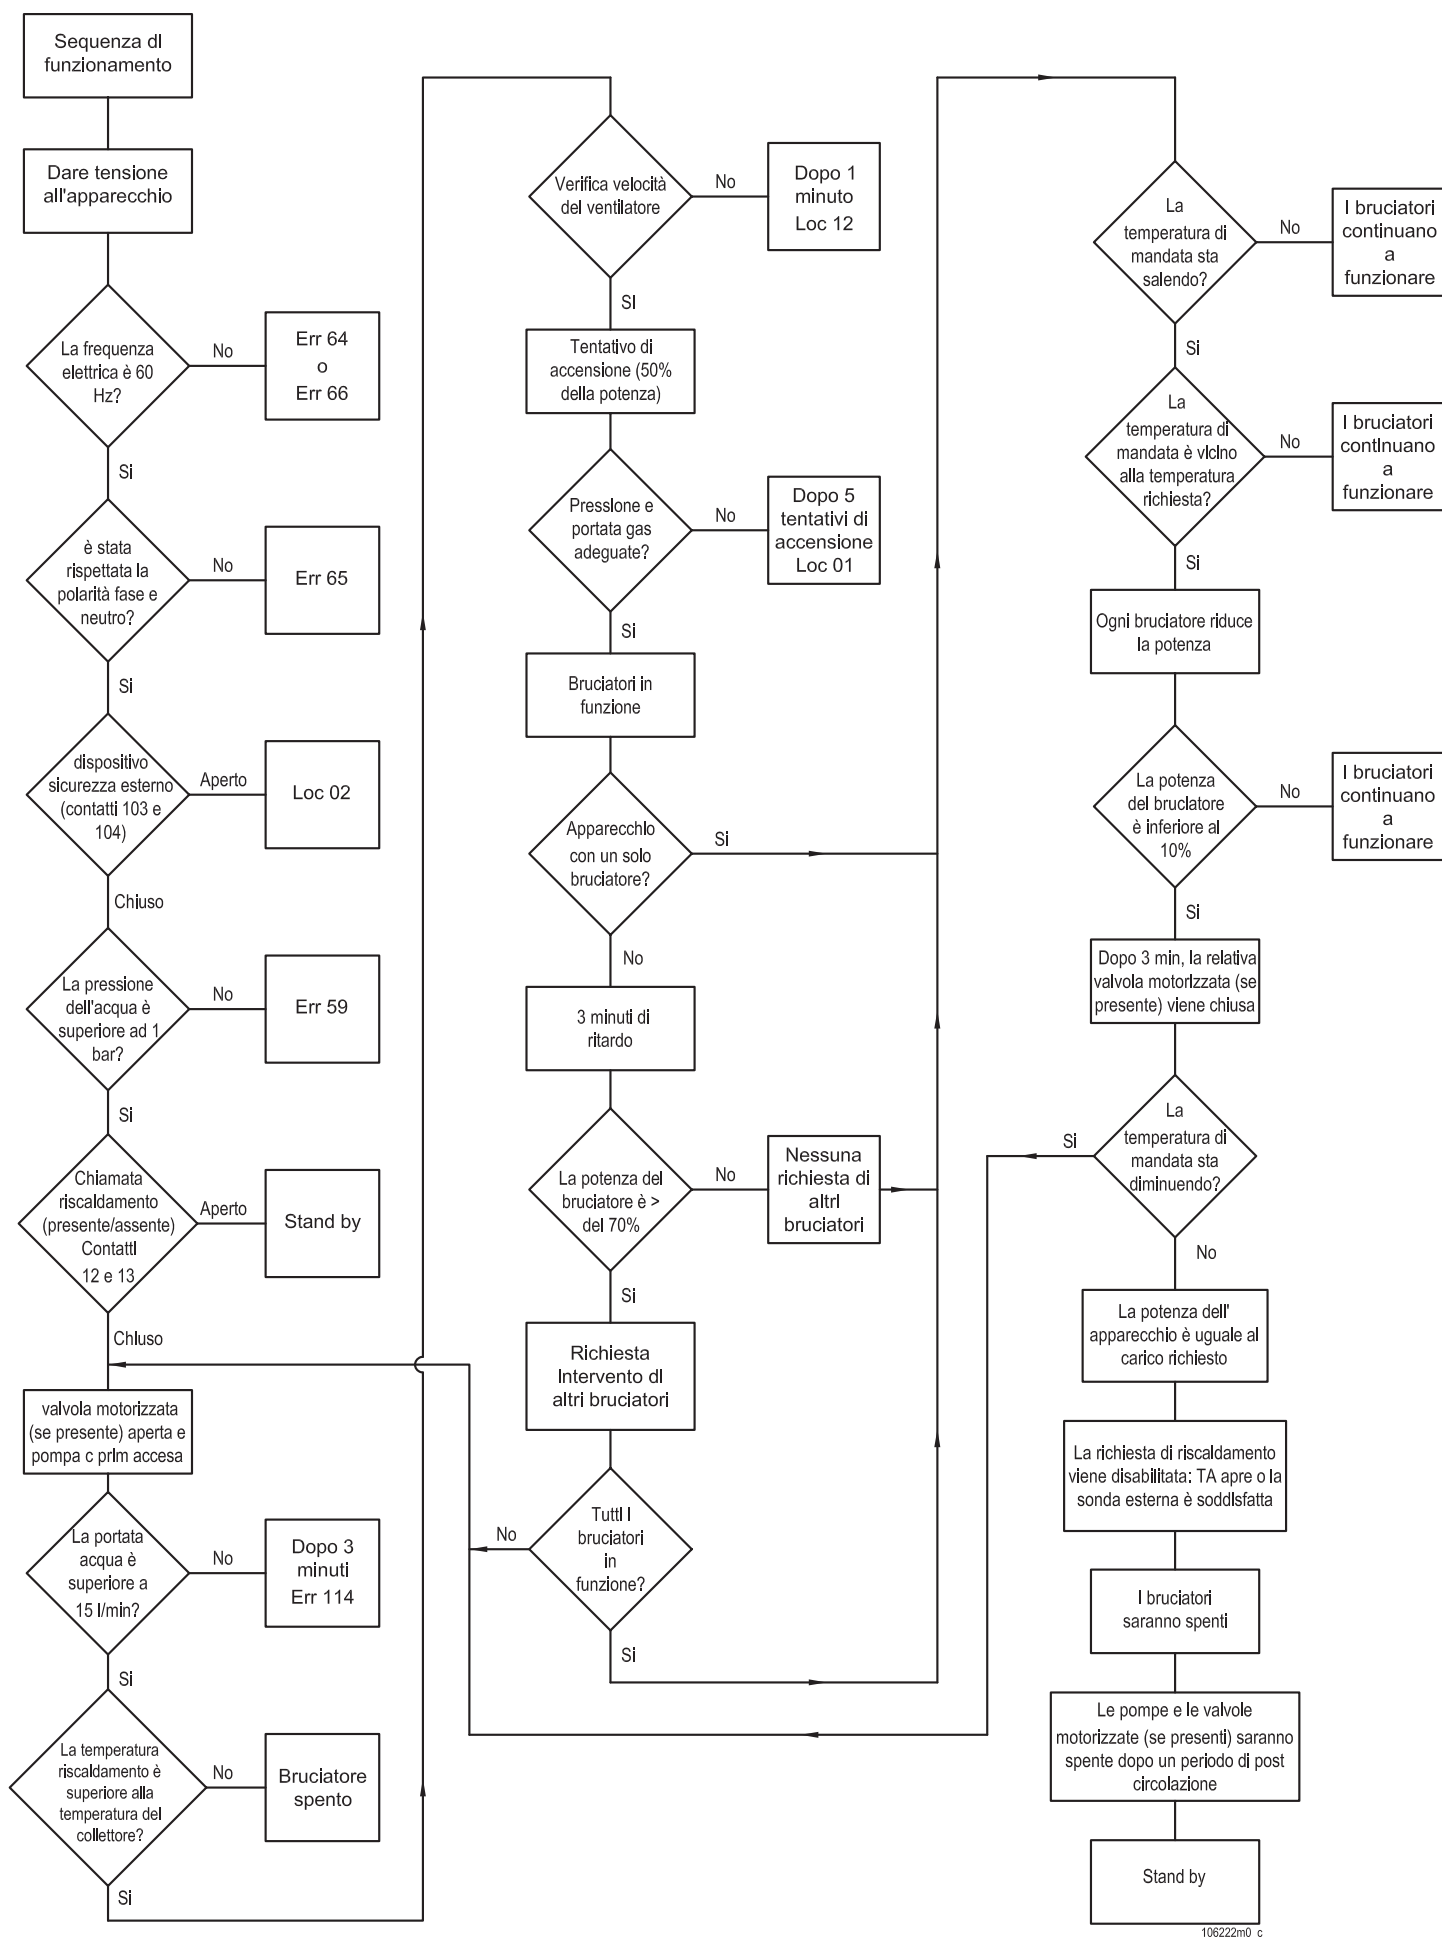 Sequenza dI
funzionamento
Dare tensione
all'apparecchio
La frequenza
elettrica è 60
Hz?
No
Err 64
o
Err 66
Si
è stata
rispettata la
polarità fase e
neutro?
No
Err 65
Si
dispositivo
sicurezza esterno
(contatti 103 e
104)
Aperto
Loc 02
Chiuso
La pressione
dell'acqua è
superiore ad 1
bar?
No
Err 59
Si
Chiamata
riscaldamento
(presente/assente)
ContattI
12 e 13
Aperto
Stand by
ChIuso
valvola motorizzata
(se presente) aperta e
pompa c prIm accesa
La portata
acqua è
superiore a
15 l/min?
No
Dopo 3
minuti
Err 114
Si
La temperatura
riscaldamento è
superiore alla
temperatura del
collettore?
No
Bruciatore
spento
Si
Verifica velocità
del ventilatore
No
Dopo 1
minuto
Loc 12
SI
Tentativo di
accensione (50%
della potenza)
Pressione e
portata gas
adeguate?
No
Dopo 5
tentativi di
accensione
Loc 01
Si
Bruciatori in
funzione
ApparecchIo
con un solo
bruciatore?
Si
No
3 minuti di
ritardo
La potenza del
bruciatore è >
del 70%
No
Nessuna
richiesta di
altrI
bruciatori
Si
Richiesta
Intervento dI
altri bruciatori
TuttI I
bruciatori
in
funzione?
No
Si
La
temperatura di
mandata sta
salendo?
No
I bruciatori
continuano
a
funzionare
Si
La
temperatura di
mandata è vIcIno
alla temperatura
richiesta?
No
I bruciatori
contInuano
a
funzionare
Si
Ogni bruciatore riduce
la potenza
La potenza
del brucIatore
è inferiore al
10%
No
I bruciatori
continuano
a
funzionare
Si
Dopo 3 min, la relativa
valvola motorIzzata (se
presente) viene chiusa
La
temperatura di
mandata sta
diminuendo?
Si
No
La potenza dell'
apparecchio è uguale al
carico richiesto
La richiesta di riscaldamento
viene disabilitata: TA apre o la
sonda esterna è soddIsfatta
I bruciatori
saranno spenti
Le pompe e le valvole
motorizzate (se presenti) saranno
spente dopo un periodo di post
circolazione
Stand by
106222m0_c